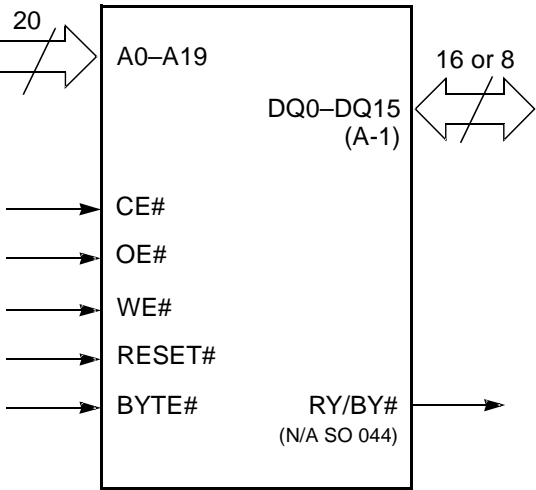 20
A0–A19
16 or 8
DQ0–DQ15
(A-1)
CE#
OE#
WE#
RESET#
BYTE#
RY/BY#
(N/A SO 044)